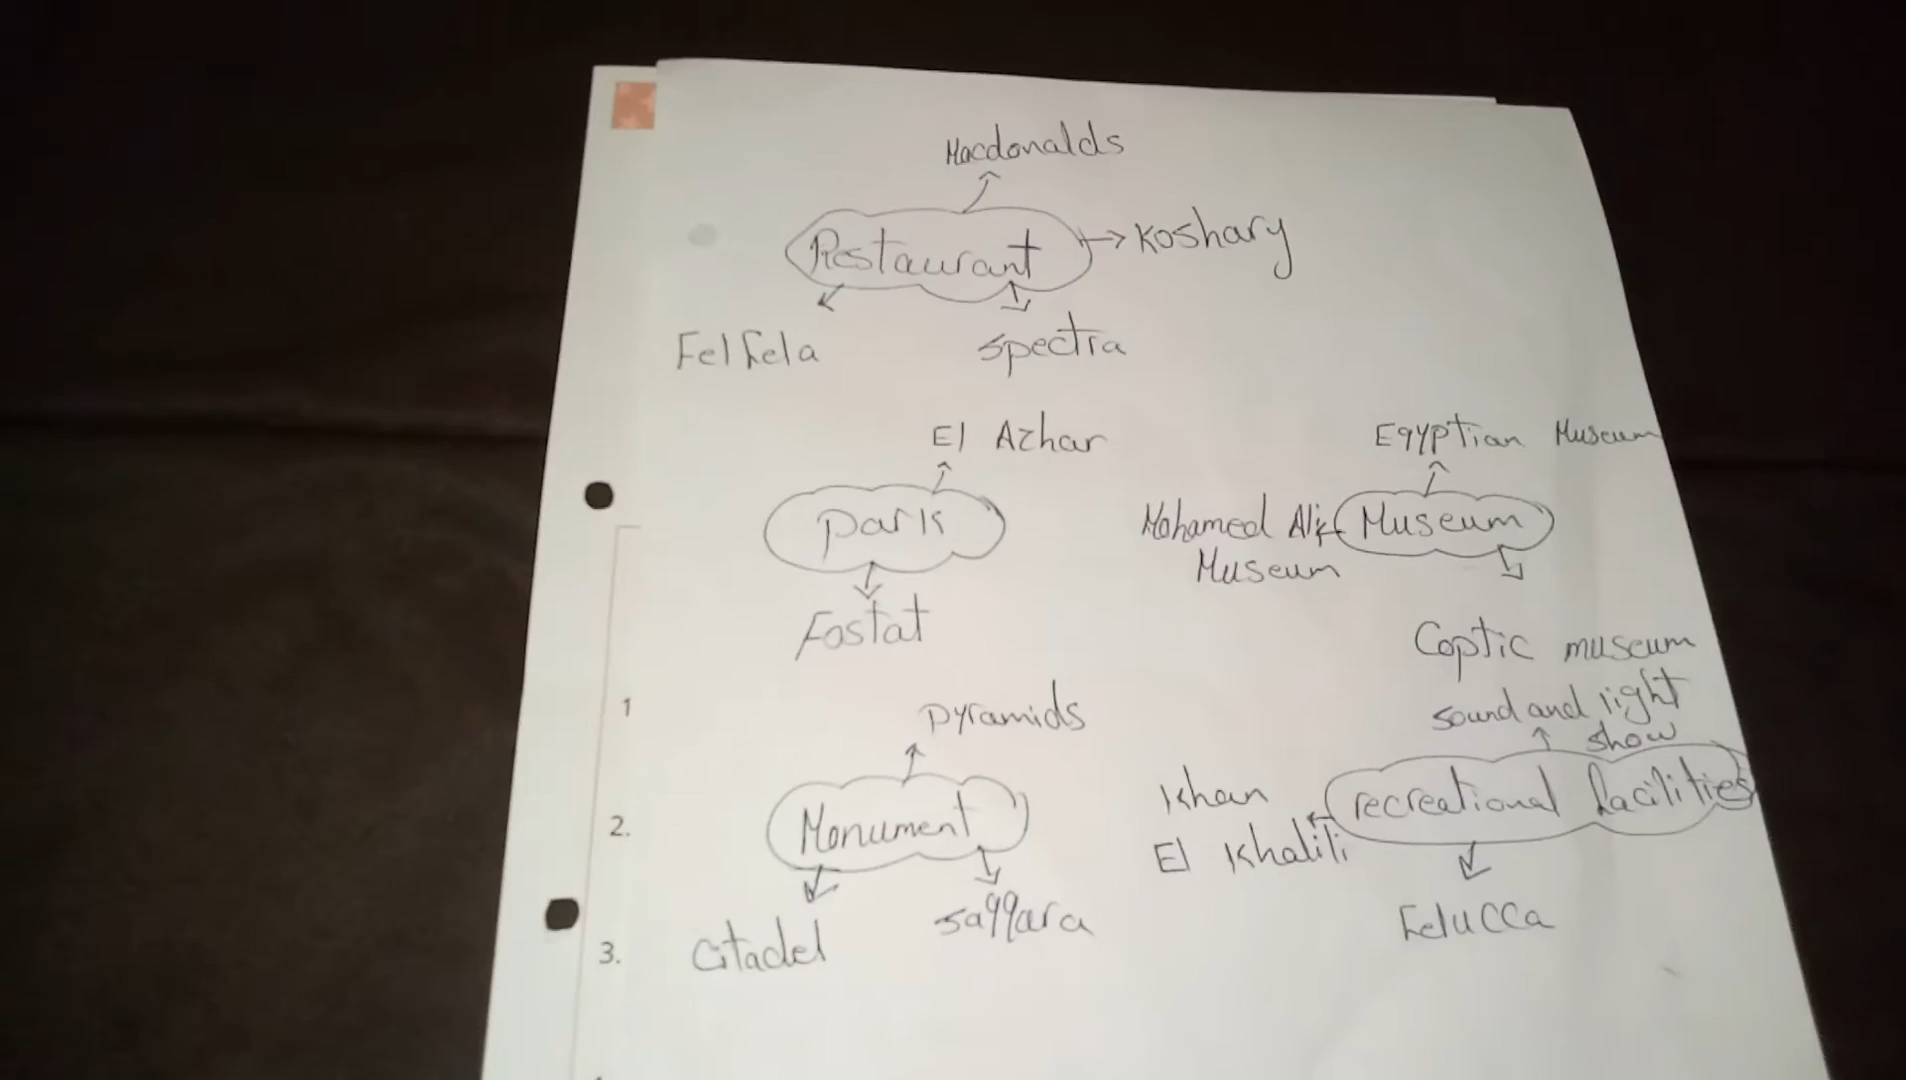 Macdonalds
Restaurant
Koshary
Felfela
spectra
El Azhar
park
Fostat
Egyptian Museum
Museum
Mohamed Ali
Museum
Coptic museum
pyramids
Monument
Citadel
saqqara
sound and light
show
recreational facilities
Khan
El Khalili
Felucca
1
2.
3.